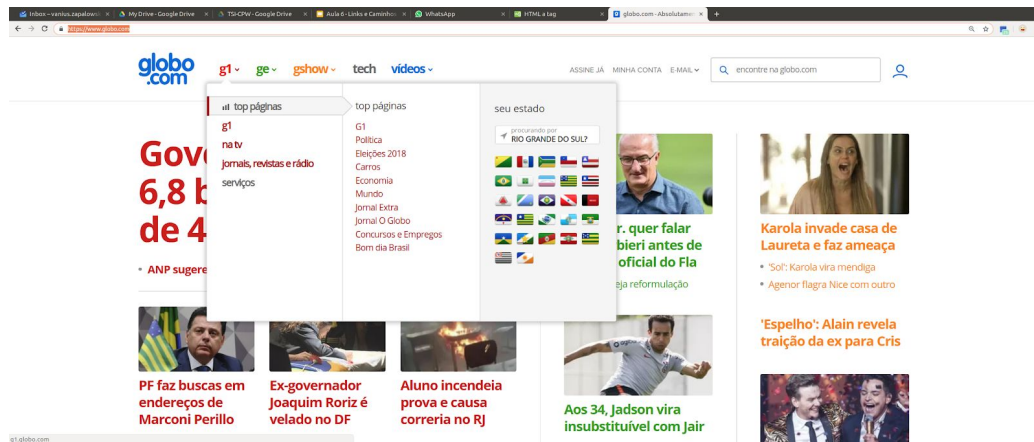 Inbox – vanius.zapalows
My Drive - Google Drive
TSI-CPW - Google Drive
Aula 6 - Links e Caminho
WhatsApp
HTML a tag
globo.com - Absolutamen
https://www.globo.com
globo
.com
g1
ge
gshow
tech
vídeos
ASSINE JÁ
MINHA CONTA
E-MAIL
encontre na globo.com
top páginas
g1
na tv
jornais, revistas e rádio
serviços
top páginas
G1
Política
Eleições 2018
Carros
Economia
Mundo
Jornal Extra
Jornal O Globo
Concursos e Empregos
Bom dia Brasil
seu estado
procurando por
RIO GRANDE DO SUL?
Gov
6,8 b
de 4
• ANP sugere
r. quer falar
bieri antes de
oficial do Fla
eja reformulação
Karola invade casa de
Laureta e faz ameaça
• 'Sol': Karola vira mendiga
• Agenor flagra Nice com outro
'Espelho': Alain revela
traição da ex para Cris
PF faz buscas em
endereços de
Marconi Perillo
Ex-governador
Joaquim Roriz é
velado no DF
Aluno incendeia
prova e causa
correria no RJ
Aos 34, Jadson vira
insubstituível com Jair
g1.globo.com